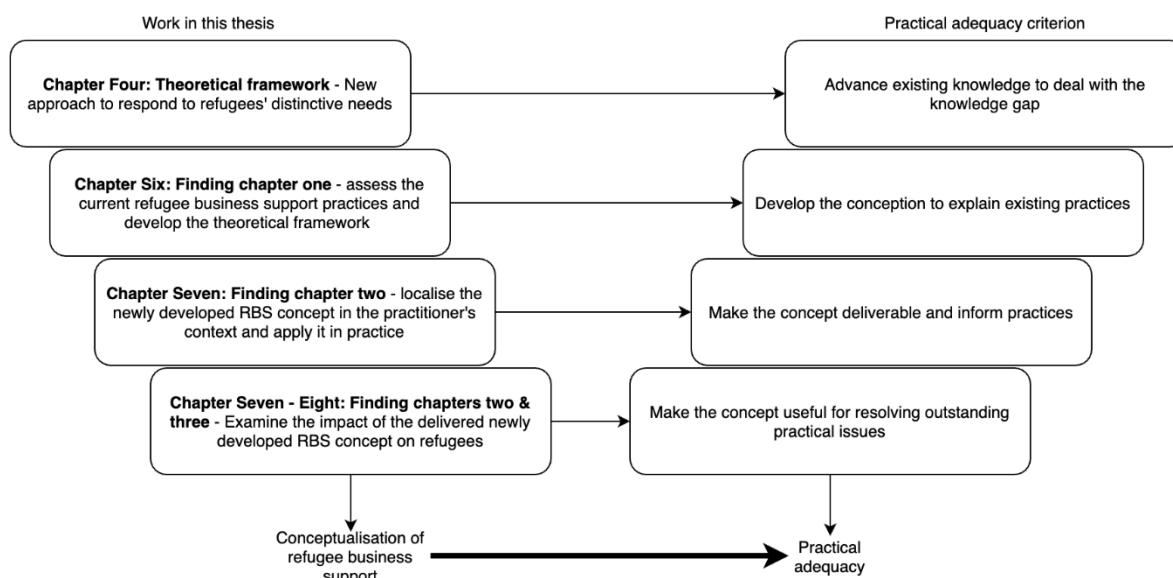 Work in this thesis
Practical adequacy criterion
Chapter Four: Theoretical framework - New
approach to respond to refugees' distinctive
needs
Advance existing knowledge to deal with the
knowledge gap
Chapter Six: Finding chapter one - assess the
current refugee business support practices and
develop the theoretical framework
Develop the conception to explain existing practices
Chapter Seven: Finding chapter two - localise the
newly developed RBS concept in the practitioner's
context and apply it in practice
Make the concept deliverable and inform practices
Chapter Seven - Eight: Finding chapters two &
three - Examine the impact of the delivered newly
developed RBS concept on refugees
Make the concept useful for resolving outstanding
practical issues
Conceptualisation of
refugee business
support
Practical
adequacy